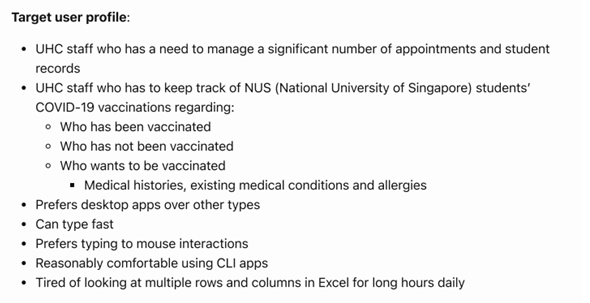 Target user profile:
• UHC staff who has a need to manage a significant number of appointments and student
records
• UHC staff who has to keep track of NUS (National University of Singapore) students’
COVID-19 vaccinations regarding:
◦ Who has been vaccinated
◦ Who has not been vaccinated
◦ Who wants to be vaccinated
▪ Medical histories, existing medical conditions and allergies
• Prefers desktop apps over other types
• Can type fast
• Prefers typing to mouse interactions
• Reasonably comfortable using CLI apps
• Tired of looking at multiple rows and columns in Excel for long hours daily